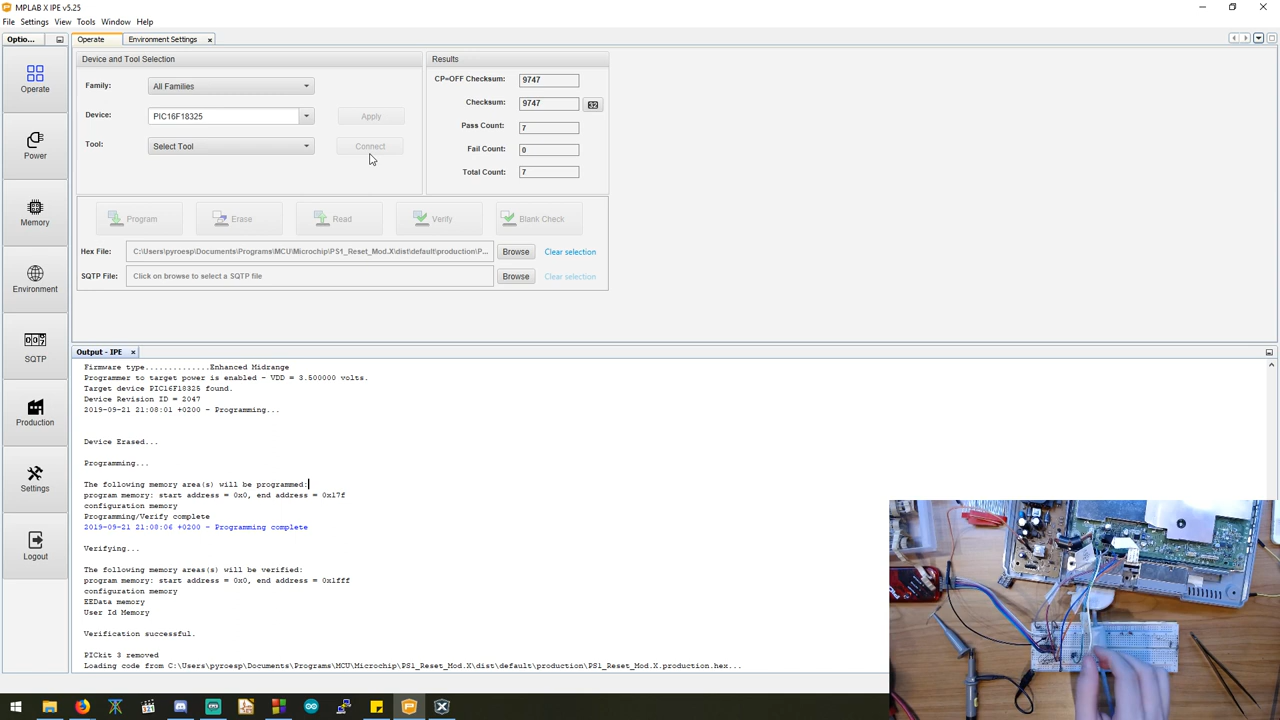 MPLAB X IPE v5.25
File Settings View Tools Window Help
Optio...
Operate
Power
Memory
Environment
SQTP
Production
Settings
Logout
Operate
Environment Settings
Device and Tool Selection
Family: All Families
Device: PIC16F18325 Apply
Tool: Select Tool Connect
Results
CP=OFF Checksum: 9747
Checksum: 9747 32
Pass Count: 7
Fail Count: 0
Total Count: 7
Program Erase Read Verify Blank Check
Hex File: C:\Users\pyroesp\Documents\Programs\MCU\Microchip\PS1_Reset_Mod.X\dist\default\production\P... Browse Clear selection
SQTP File: Click on browse to select a SQTP file Browse Clear selection
Output - IPE
Firmware type..............Enhanced Midrange
Programmer to target power is enabled - VDD = 3.500000 volts.
Target device PIC16F18325 found.
Device Revision ID = 2047
2019-09-21 21:08:01 +0200 - Programming...
Device Erased...
Programming...
The following memory area(s) will be programmed:
program memory: start address = 0x0, end address = 0x17f
configuration memory
Programming/Verify complete
2019-09-21 21:08:06 +0200 - Programming complete
Verifying...
The following memory areas(s) will be verified:
program memory: start address = 0x0, end address = 0x1fff
configuration memory
EEData memory
User Id Memory
Verification successful.
PICkit 3 removed
Loading code from C:\Users\pyroesp\Documents\Programs\MCU\Microchip\PS1_Reset_Mod.X\dist\default\production\PS1_Reset_Mod.X.production.hex...